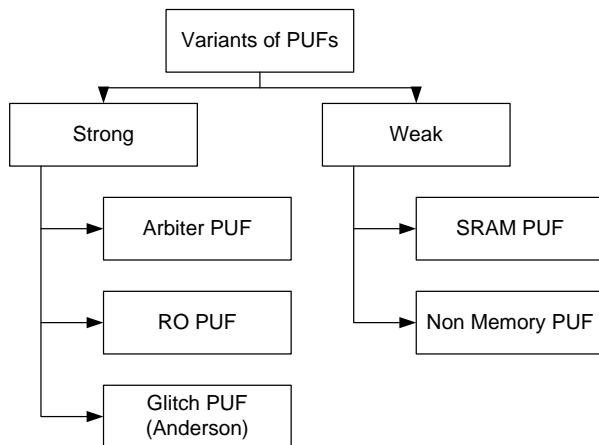 Variants of PUFs
Strong
Weak
Arbiter PUF
SRAM PUF
RO PUF
Non Memory PUF
Glitch PUF
(Anderson)